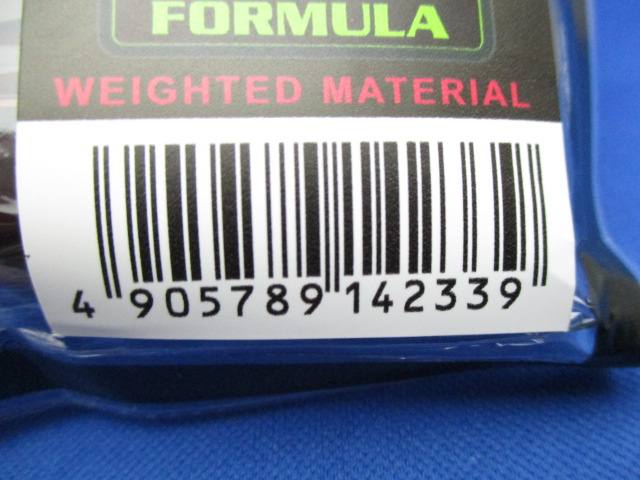 FORMULA
WEIGHTED MATERIAL
4 905789 142339